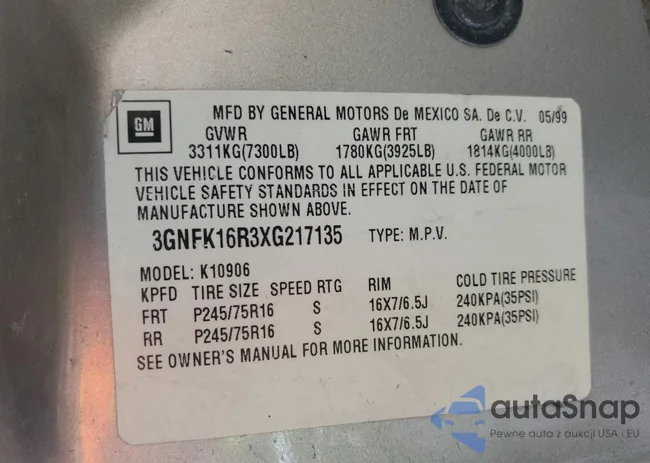 GM
MFD BY GENERAL MOTORS De MEXICO SA. De C.V. 05/99
GVWR GAWR FRT GAWR RR
3311KG(7300LB) 1780KG(3925LB) 1814KG(4000LB)
THIS VEHICLE CONFORMS TO ALL APPLICABLE U.S. FEDERAL MOTOR
VEHICLE SAFETY STANDARDS IN EFFECT ON THE DATE OF
MANUFACTURE SHOWN ABOVE.
3GNFK16R3XG217135 TYPE: M.P.V.
MODEL: K10906
KPFD TIRE SIZE SPEED RTG RIM COLD TIRE PRESSURE
FRT P245/75R16 S 16X7/6.5J 240KPA(35PSI)
RR P245/75R16 S 16X7/6.5J 240KPA(35PSI)
SEE OWNER'S MANUAL FOR MORE INFORMATION.
autaSnap
Pewne auta z aukcji USA i EU